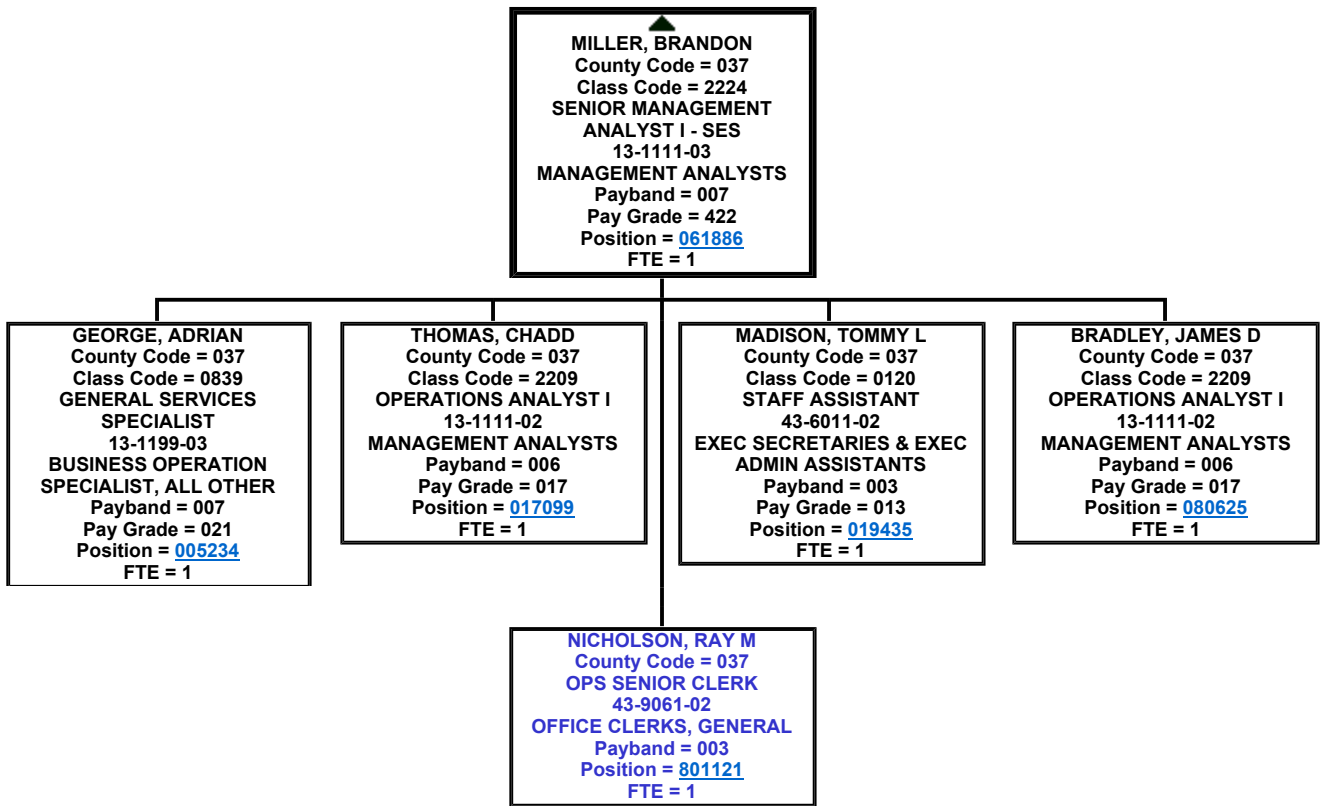 MILLER, BRANDON
County Code = 037
Class Code = 2224
SENIOR MANAGEMENT
ANALYST I - SES
13-1111-03
MANAGEMENT ANALYSTS
Payband = 007
Pay Grade = 422
Position = 061886
FTE = 1
GEORGE, ADRIAN
County Code = 037
Class Code = 0839
GENERAL SERVICES
SPECIALIST
13-1199-03
BUSINESS OPERATION
SPECIALIST, ALL OTHER
Payband = 007
Pay Grade = 021
Position = 005234
FTE = 1
THOMAS, CHADD
County Code = 037
Class Code = 2209
OPERATIONS ANALYST I
13-1111-02
MANAGEMENT ANALYSTS
Payband = 006
Pay Grade = 017
Position = 017099
FTE = 1
MADISON, TOMMY L
County Code = 037
Class Code = 0120
STAFF ASSISTANT
43-6011-02
EXEC SECRETARIES & EXEC
ADMIN ASSISTANTS
Payband = 003
Pay Grade = 013
Position = 019435
FTE = 1
BRADLEY, JAMES D
County Code = 037
Class Code = 2209
OPERATIONS ANALYST I
13-1111-02
MANAGEMENT ANALYSTS
Payband = 006
Pay Grade = 017
Position = 080625
FTE = 1
NICHOLSON, RAY M
County Code = 037
OPS SENIOR CLERK
43-9061-02
OFFICE CLERKS, GENERAL
Payband = 003
Position = 801121
FTE = 1